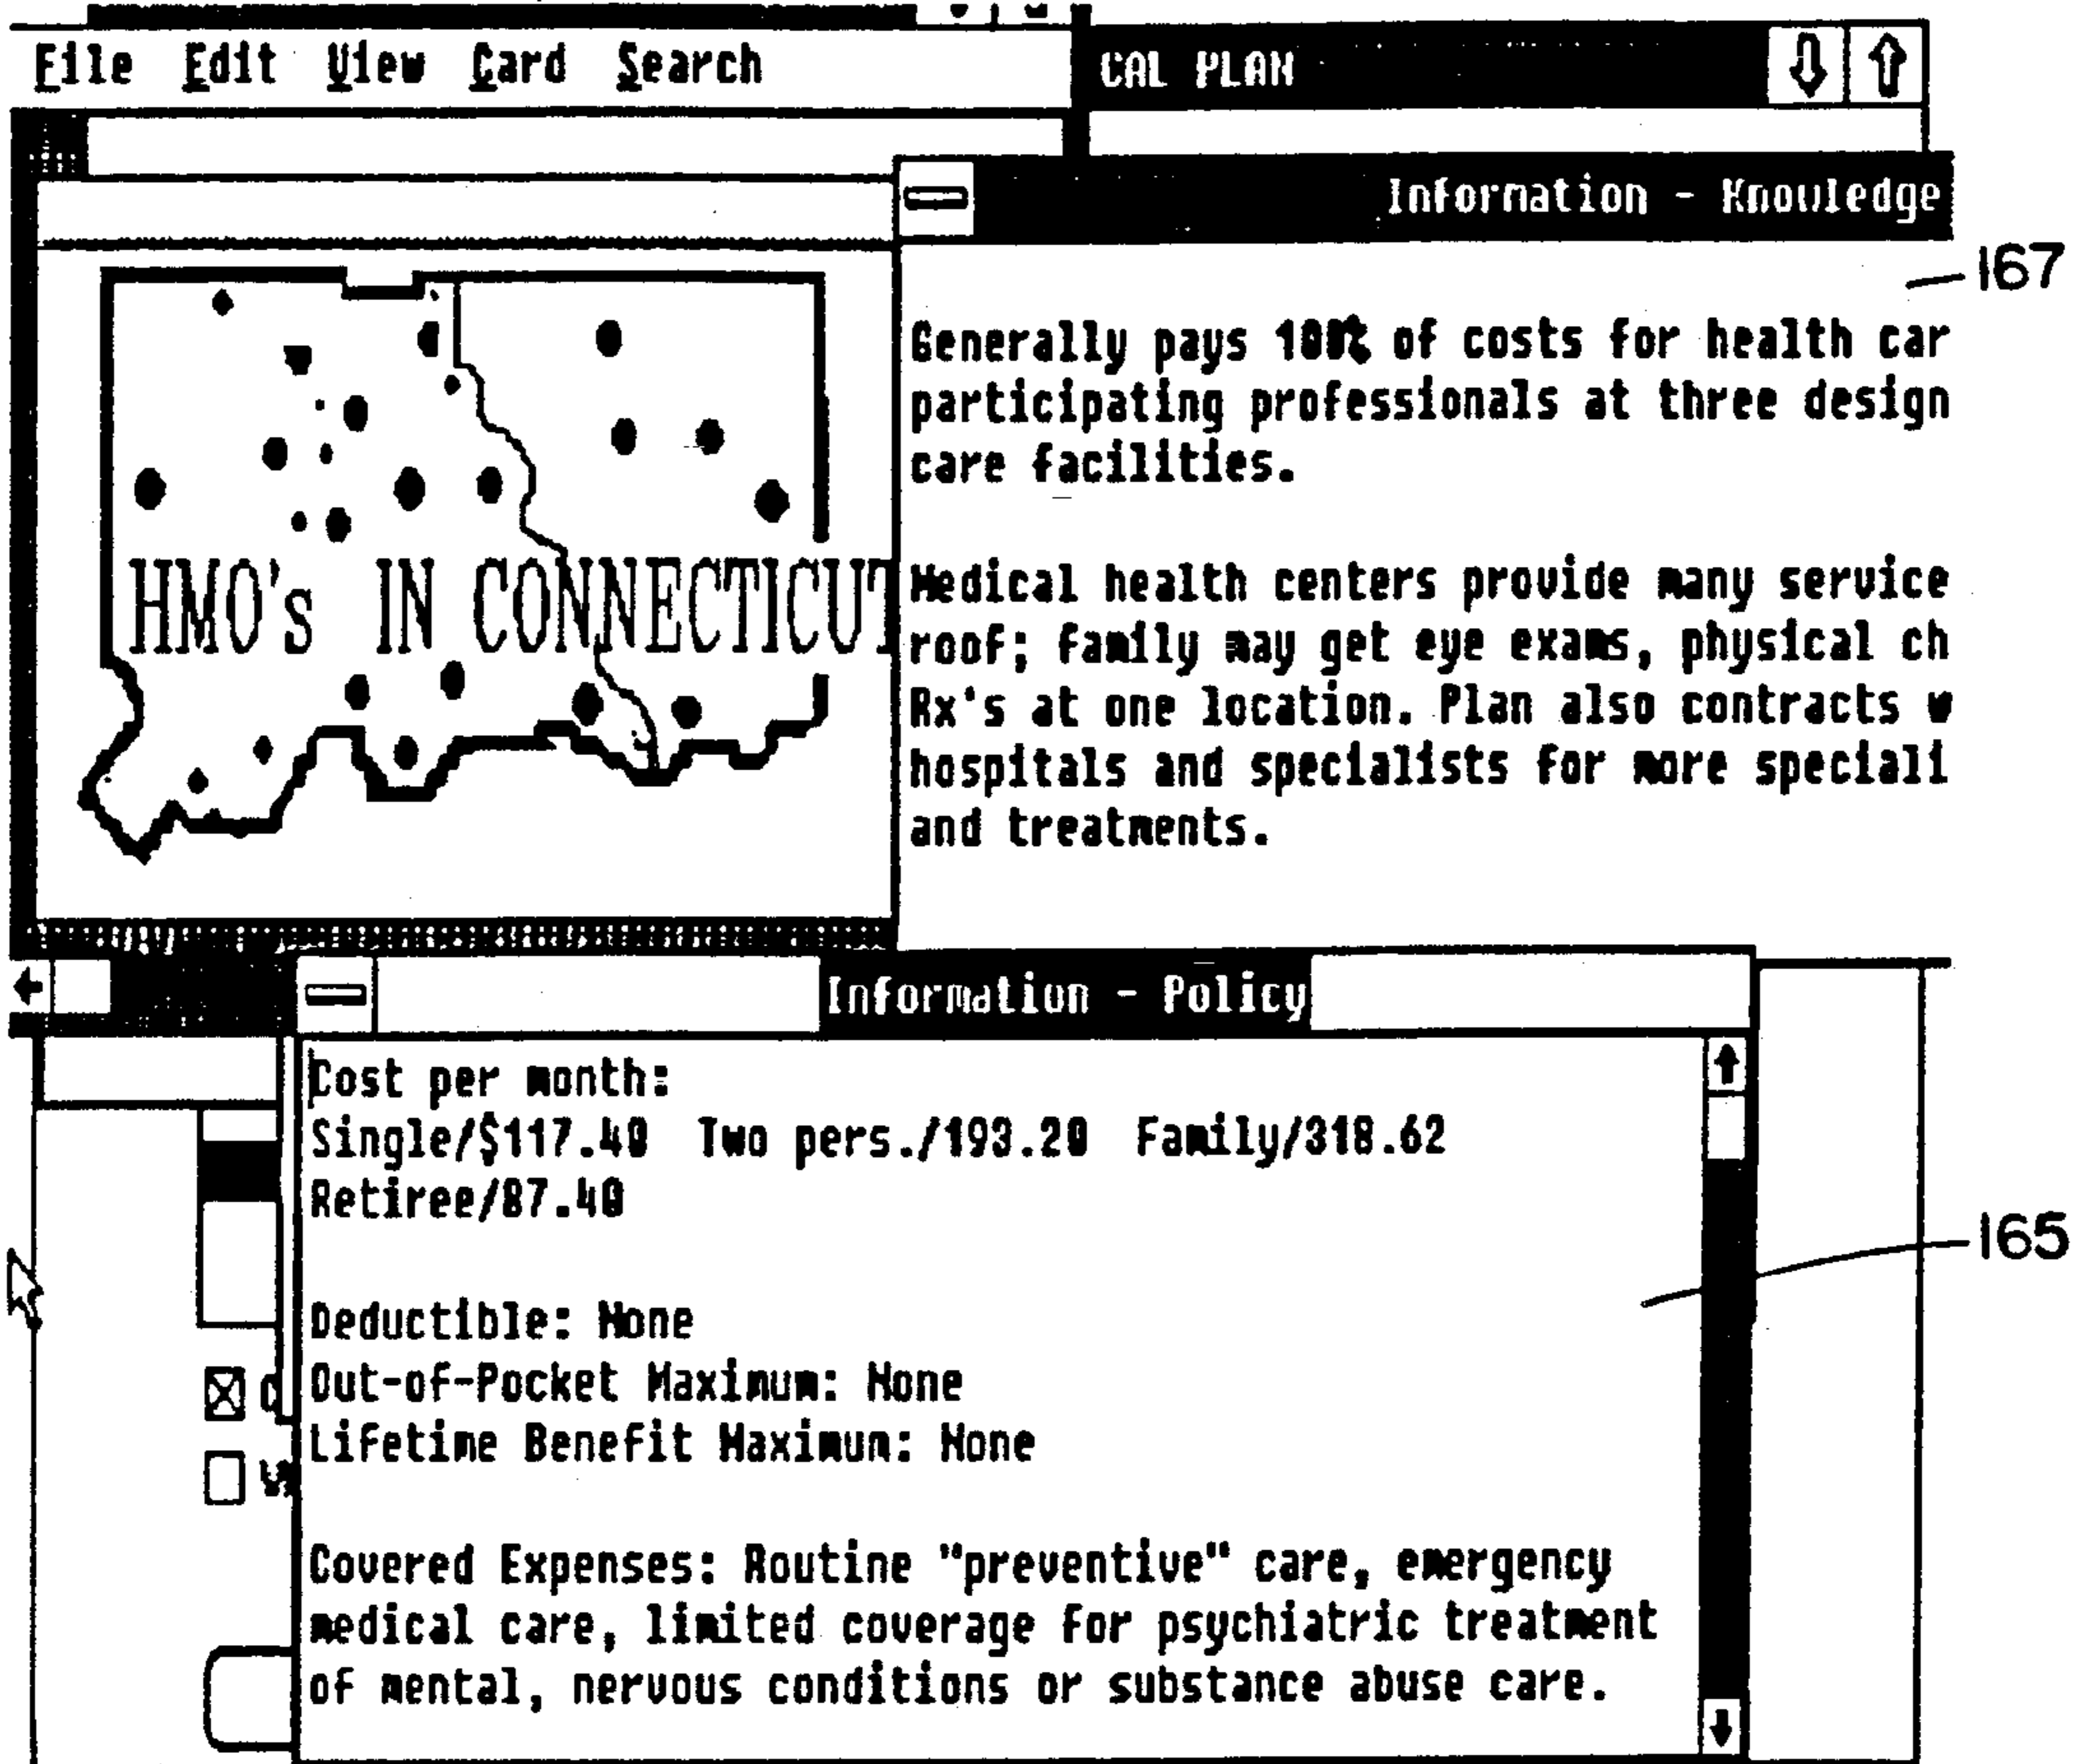 File Edit View Card Search
CAL PLAN
Information - Knowledge
167
Generally pays 100% of costs for health car
participating professionals at three design
care facilities.
HMO's IN CONNECTICUT
Medical health centers provide many service
roof; family may get eye exams, physical ch
Rx's at one location. Plan also contracts w
hospitals and specialists for more speciali
and treatments.
Information - Policy
Cost per month:
Single/$117.40 Two pers./193.20 Family/318.62
Retiree/87.40
165
Deductible: None
Out-of-Pocket Maximum: None
Lifetime Benefit Maximum: None
Covered Expenses: Routine "preventive" care, emergency
medical care, limited coverage for psychiatric treatment
of mental, nervous conditions or substance abuse care.